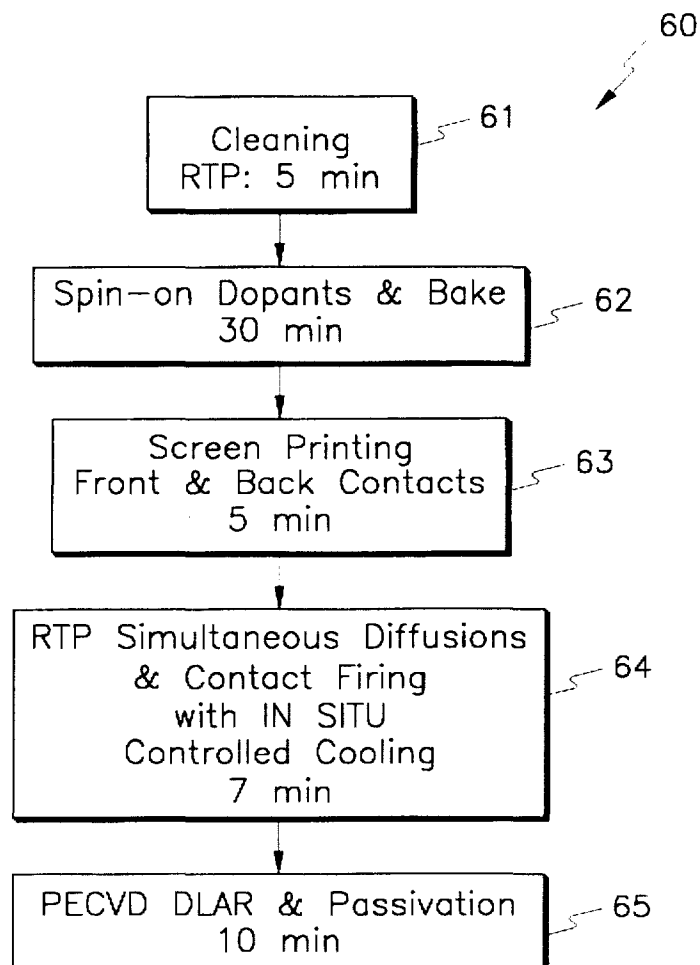 60
Cleaning
RTP: 5 min
61
Spin-on Dopants & Bake
30 min
62
Screen Printing
Front & Back Contacts
5 min
63
RTP Simultaneous Diffusions
& Contact Firing
with IN SITU
Controlled Cooling
7 min
64
PECVD DLAR & Passivation
10 min
65